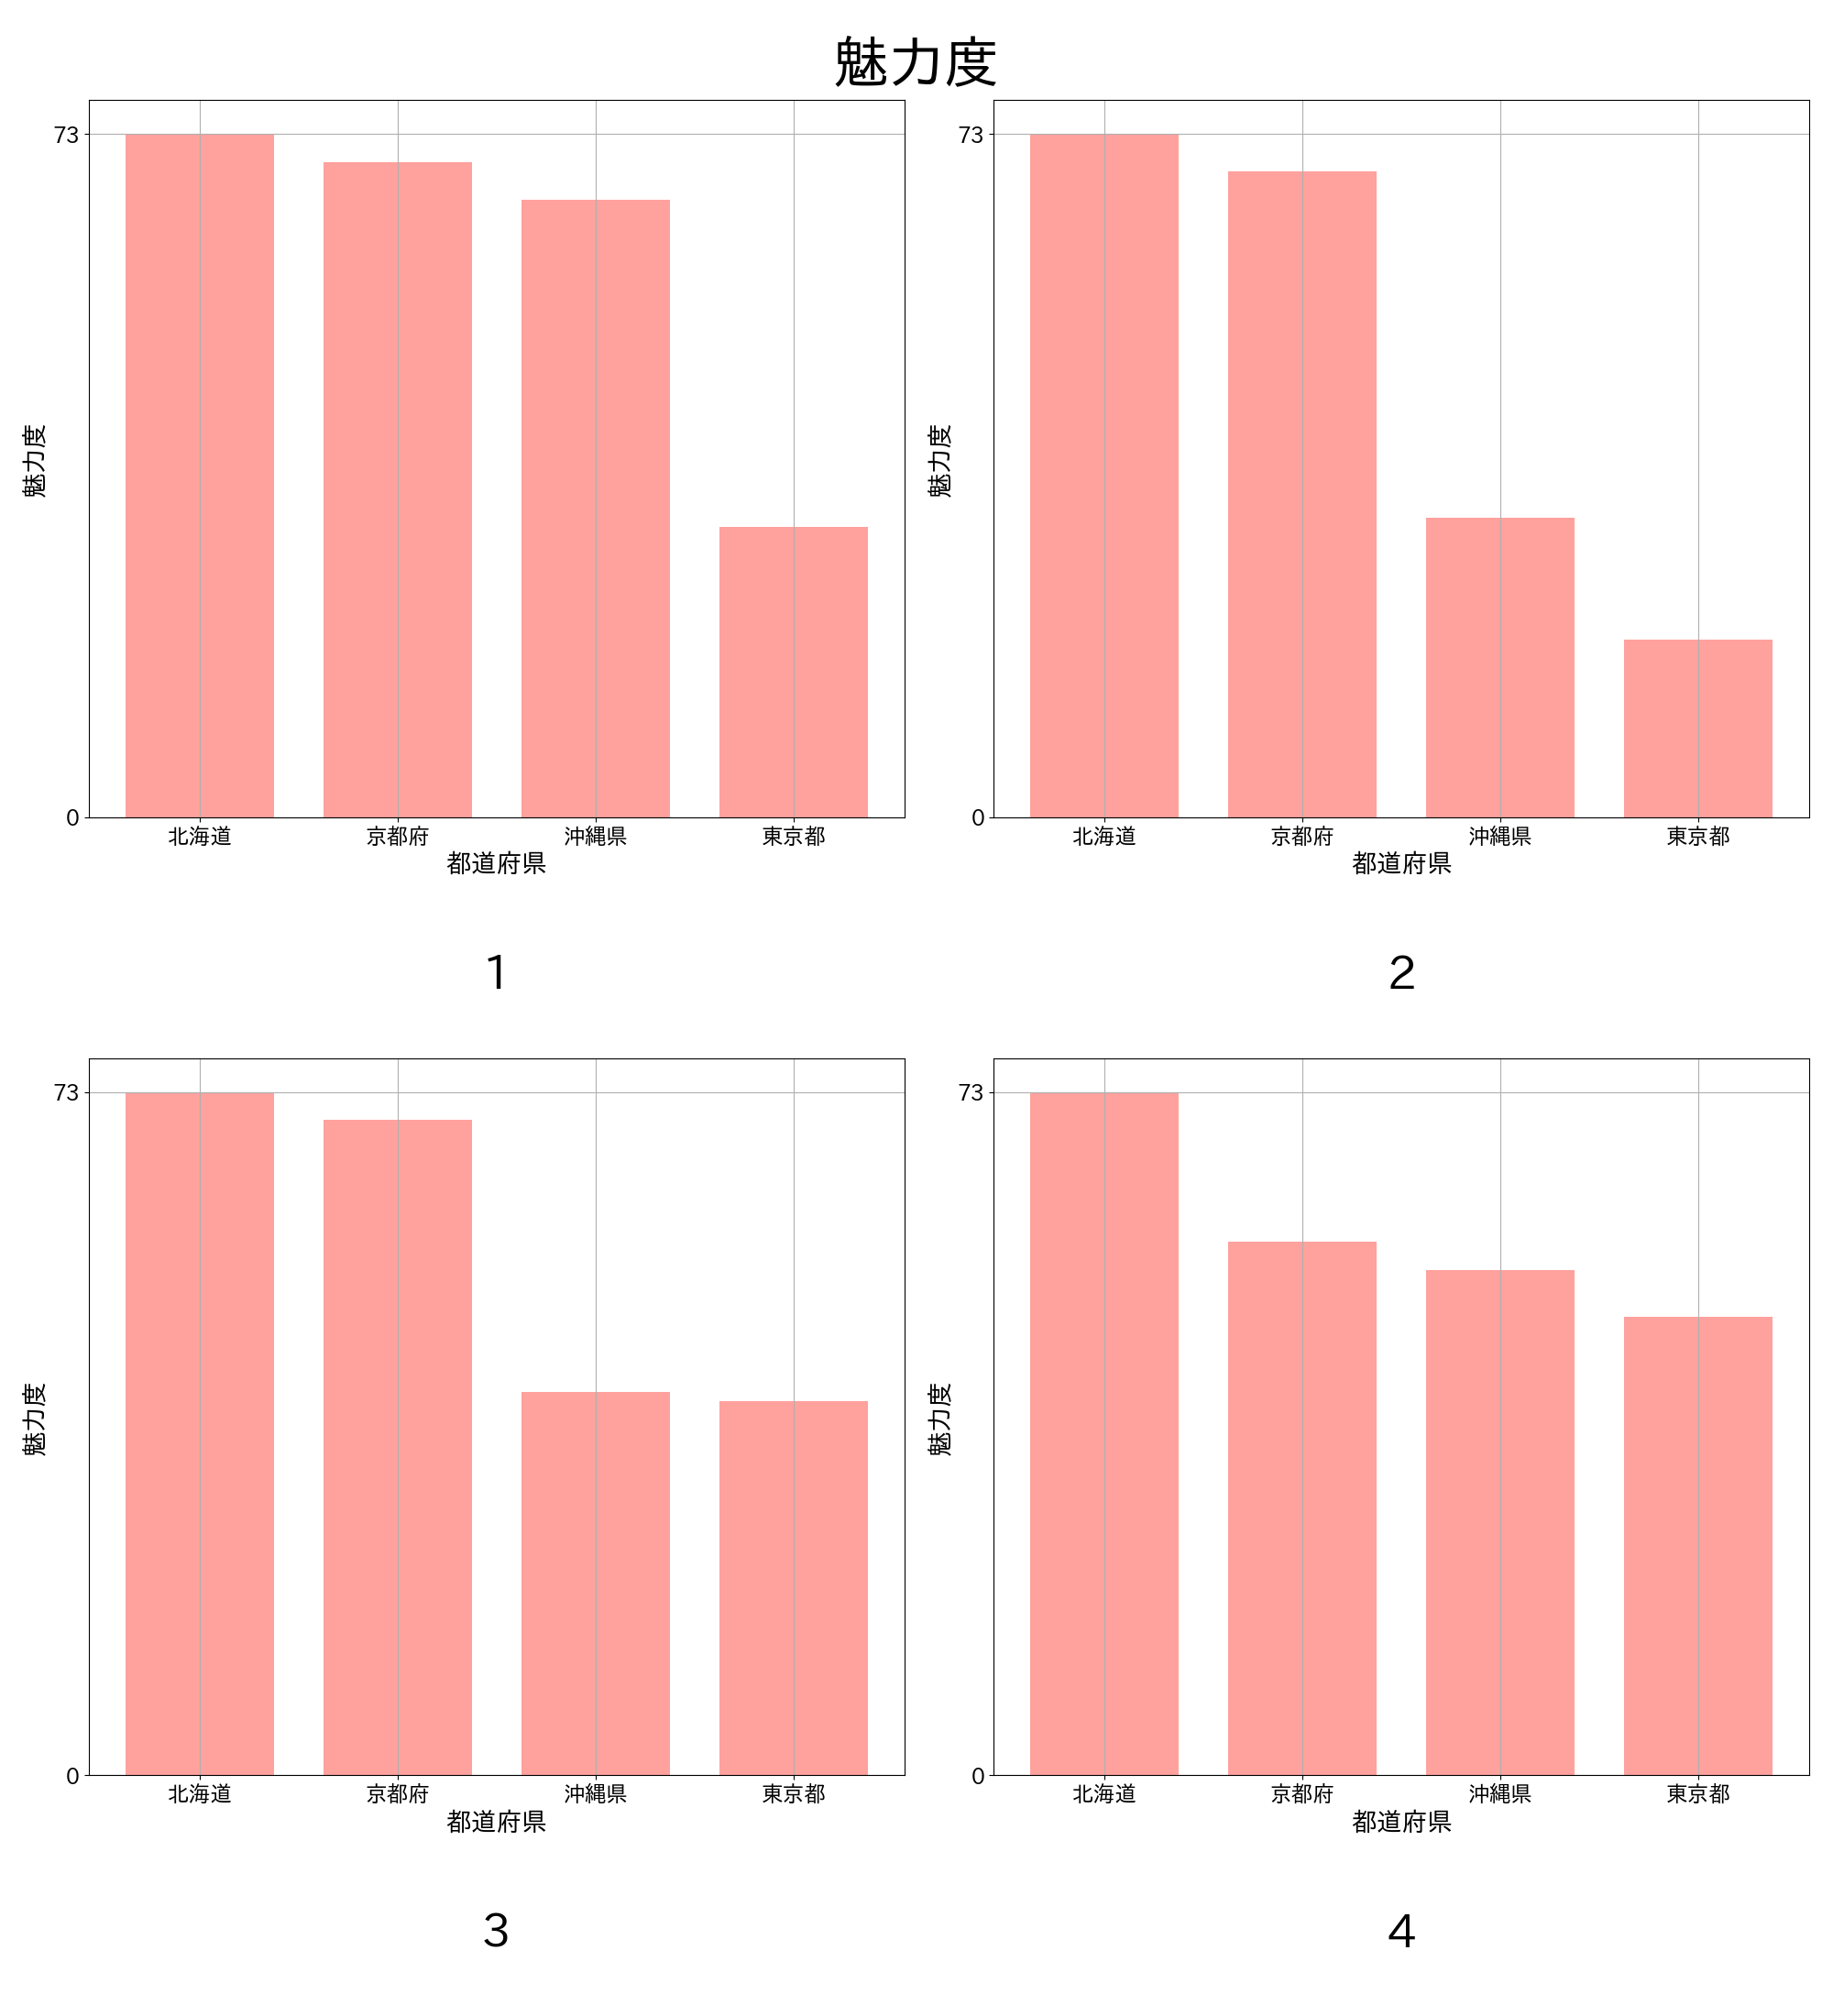 魅力度
73
0
魅力度
北海道 京都府 沖縄県 東京都
都道府県
1
73
0
魅力度
北海道 京都府 沖縄県 東京都
都道府県
2
73
0
魅力度
北海道 京都府 沖縄県 東京都
都道府県
3
73
0
魅力度
北海道 京都府 沖縄県 東京都
都道府県
4